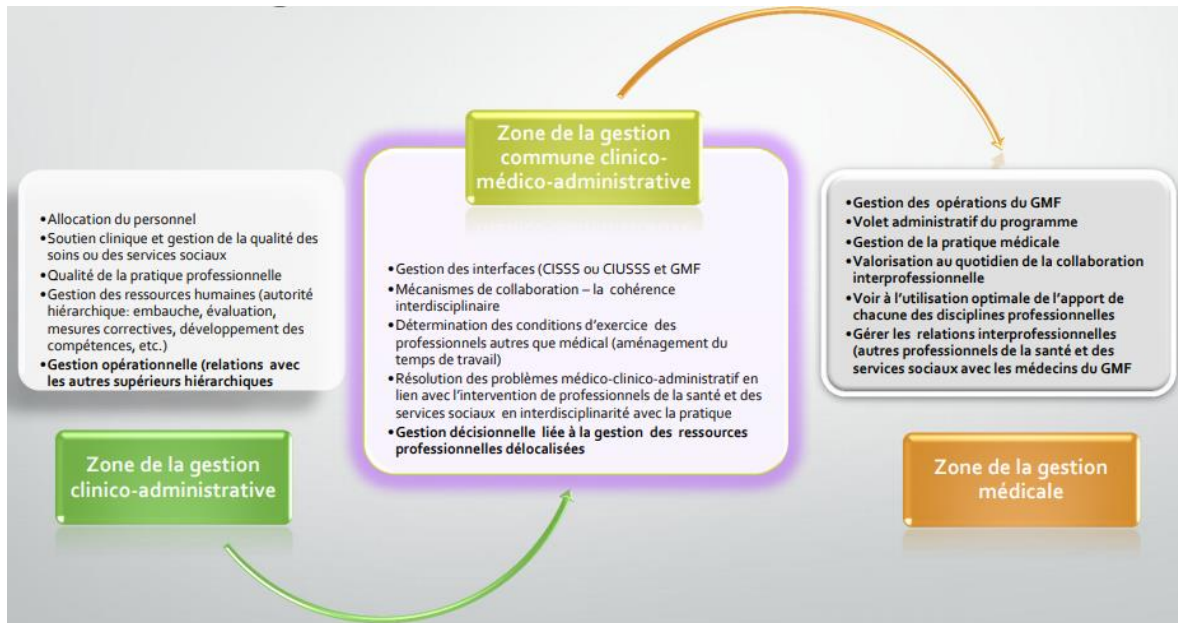 •Allocation du personnel
•Soutien clinique et gestion de la qualité des
soins ou des services sociaux
•Qualité de la pratique professionnelle
•Gestion des ressources humaines (autorité
hiérarchique: embauche, évaluation,
mesures correctives, développement des
compétences, etc.)
•Gestion opérationnelle (relations avec
les autres supérieurs hiérarchiques
Zone de la gestion
clinico-administrative
Zone de la gestion
commune clinico-
médico-administrative
•Gestion des interfaces (CISSS ou CIUSSS et GMF
•Mécanismes de collaboration – la cohérence
interdisciplinaire
•Détermination des conditions d'exercice des
professionnels autres que médical (aménagement du
temps de travail)
•Résolution des problèmes médico-clinico-administratif en
lien avec l'intervention de professionnels de la santé et des
services sociaux en interdisciplinarité avec la pratique
•Gestion décisionnelle liée à la gestion des ressources
professionnelles délocalisées
•Gestion des opérations du GMF
•Volet administratif du programme
•Gestion de la pratique médicale
•Valorisation au quotidien de la collaboration
interprofessionnelle
•Voir à l'utilisation optimale de l'apport de
chacune des disciplines professionnelles
•Gérer les relations interprofessionnelles
(autres professionnels de la santé et des
services sociaux avec les médecins du GMF
Zone de la gestion
médicale